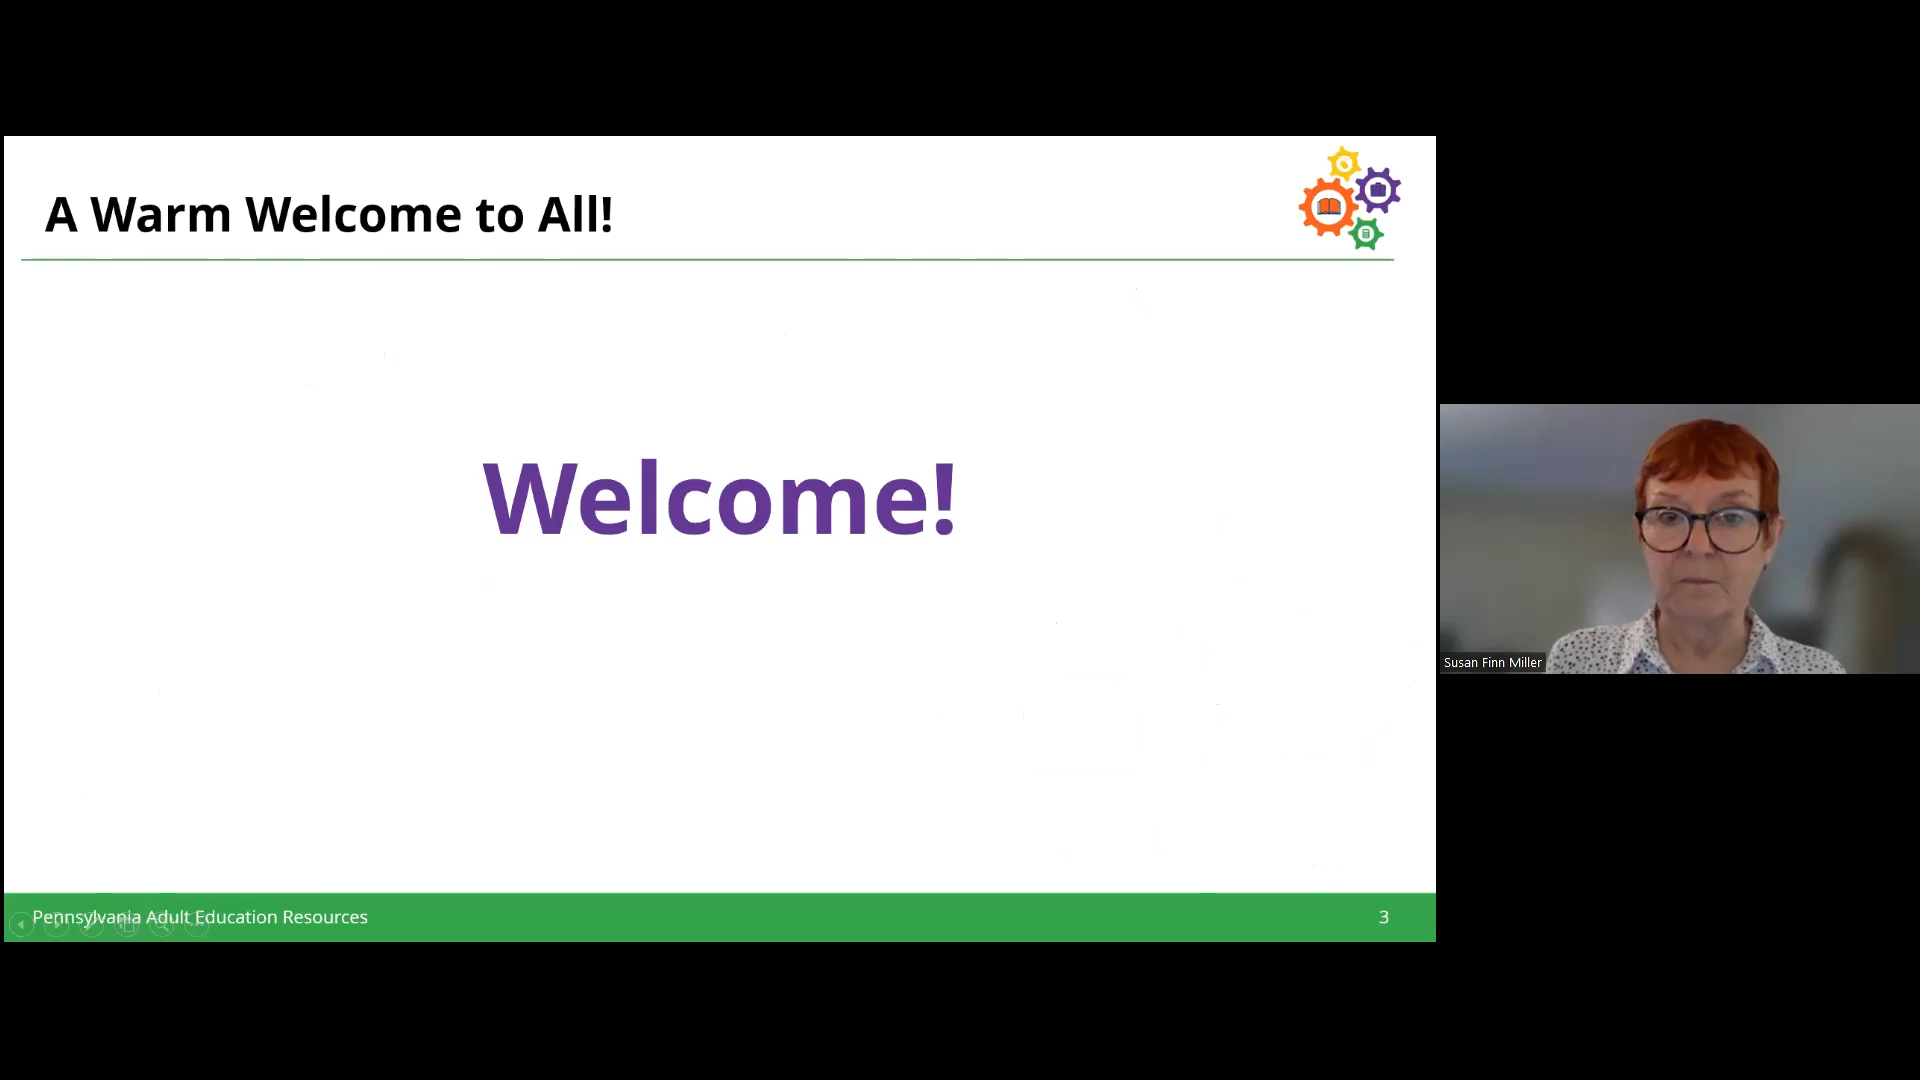 A Warm Welcome to All!
Welcome!
Susan Finn Miller
Pennsylvania Adult Education Resources
3